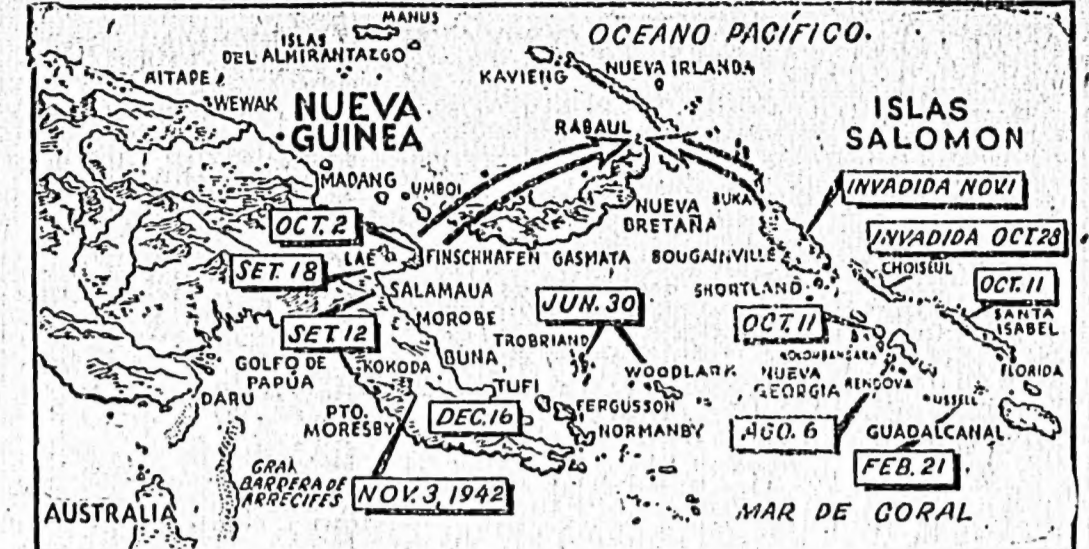 MANUS
ISLAS
DEL ALMIRANTAZGO
OCEANO PACÍFICO.
KAVIENG
NUEVA IRLANDA
AITAPE
WEWAK
NUEVA
GUINEA
RABAUL
ISLAS
SALOMON
MADANG
UMBOI
NUEVA
BRETAÑA
BUKA
INVADIDA NOV.1
OCT. 2
INVADIDA OCT.28
LAE
FINSCHHAFEN
GASMATA
BOUGAINVILLE
CHOISEUL
SET. 18
SALAMAUA
SHORTLAND
OCT. 11
SANTA
ISABEL
JUN. 30
MOROBE
OCT. 11
SET. 12
TROBRIAND
BUNA
KOLOMBANGARA
GOLFO DE
PAPÚA
KOKODA
WOODLARK
NUEVA
GEORGIA
RENDOVA
FLORIDA
DARU
TUFI
RUSSELL
PTO.
MORESBY
DEC. 16
FERGUSSON
NORMANBY
AGO. 6
GUADALCANAL
FEB. 21
GRAN
BARRERA DE
ARRECIFES
NOV. 3, 1942
AUSTRALIA
MAR DE CORAL